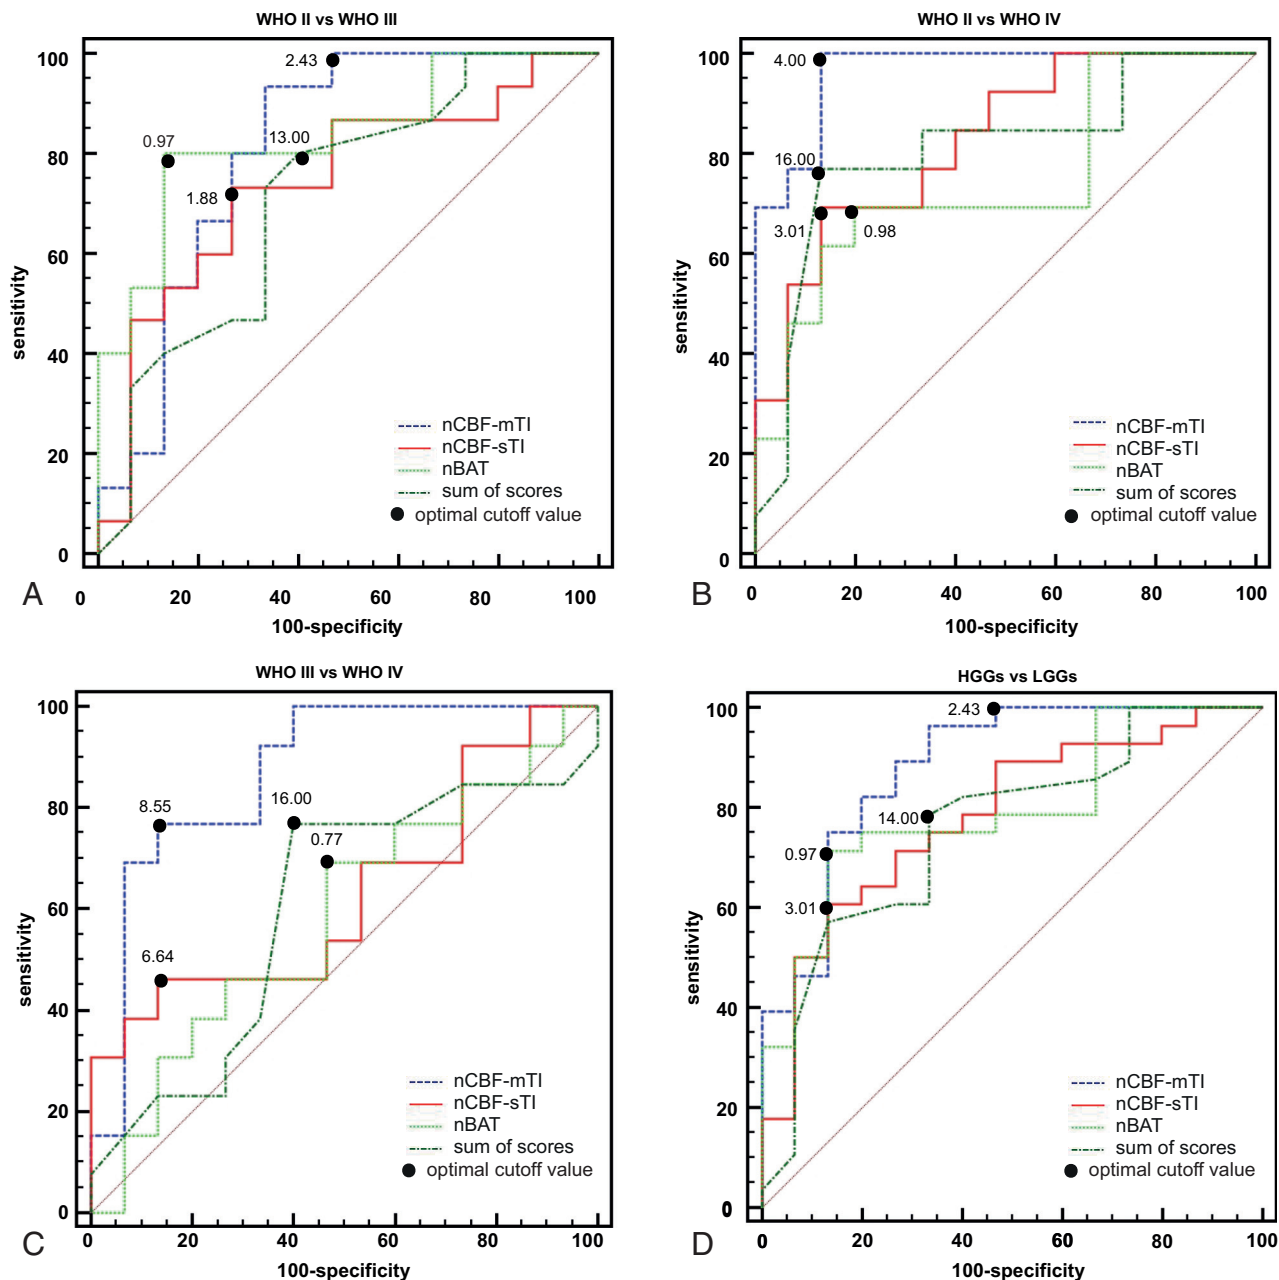 WHO II vs WHO III
100
80
60
40
20
0
sensitivity
2.43
0.97
13.00
1.88
nCBF-mTI
nCBF-sTI
nBAT
sum of scores
optimal cutoff value
A
0 20 40 60 80 100
100-specificity
WHO II vs WHO IV
100
80
60
40
20
0
sensitivity
4.00
16.00
3.01
0.98
nCBF-mTI
nCBF-sTI
nBAT
sum of scores
optimal cutoff value
B
0 20 40 60 80 100
100-specificity
WHO III vs WHO IV
100
80
60
40
20
0
sensitivity
8.55
16.00
0.77
6.64
nCBF-mTI
nCBF-sTI
nBAT
sum of scores
optimal cutoff value
C
0 20 40 60 80 100
100-specificity
HGGs vs LGGs
100
80
60
40
20
0
sensitivity
2.43
14.00
0.97
3.01
nCBF-mTI
nCBF-sTI
nBAT
sum of scores
optimal cutoff value
D
0 20 40 60 80 100
100-specificity